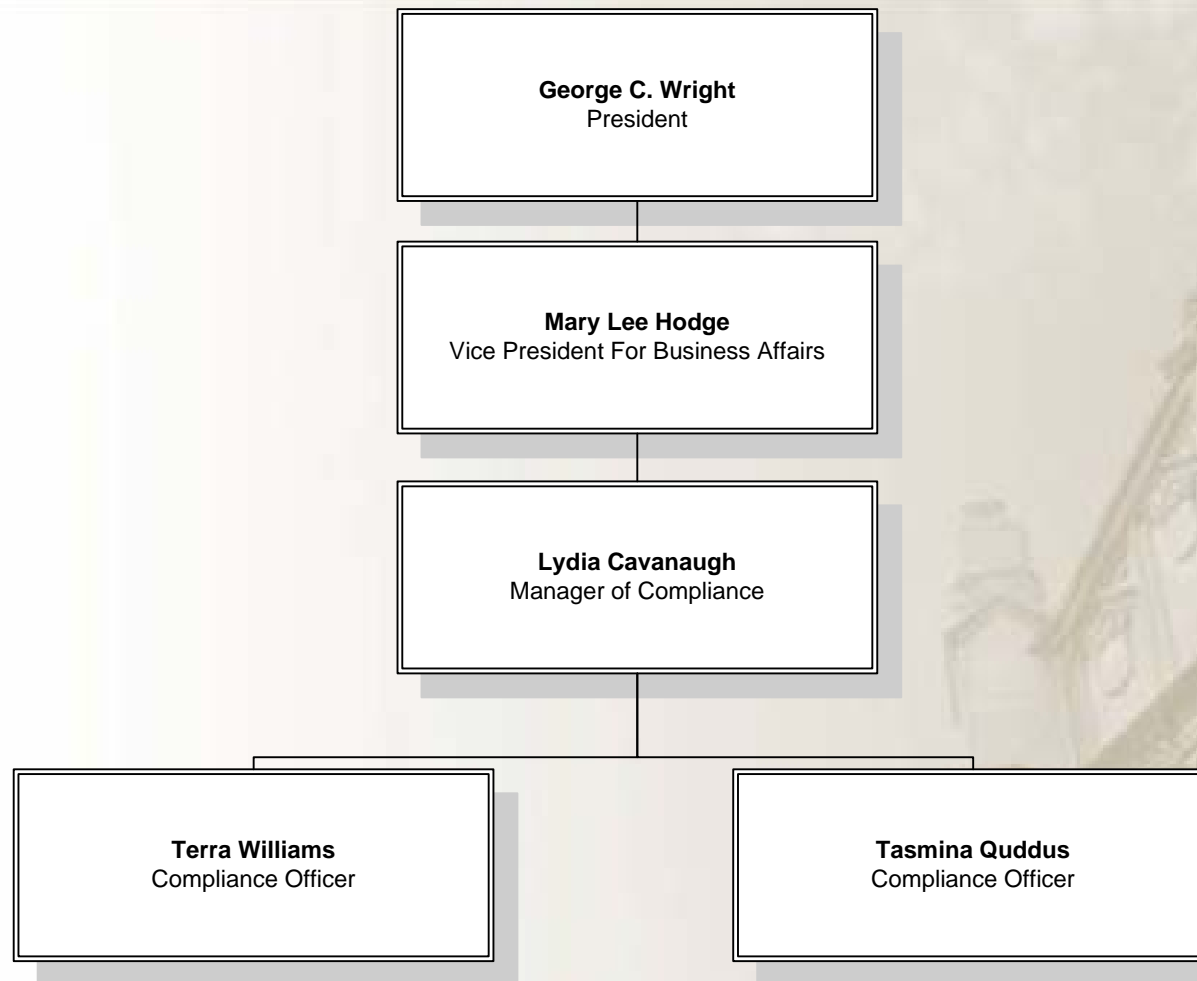 George C. Wright
President
Mary Lee Hodge
Vice President For Business Affairs
Lydia Cavanaugh
Manager of Compliance
Terra Williams
Compliance Officer
Tasmina Quddus
Compliance Officer